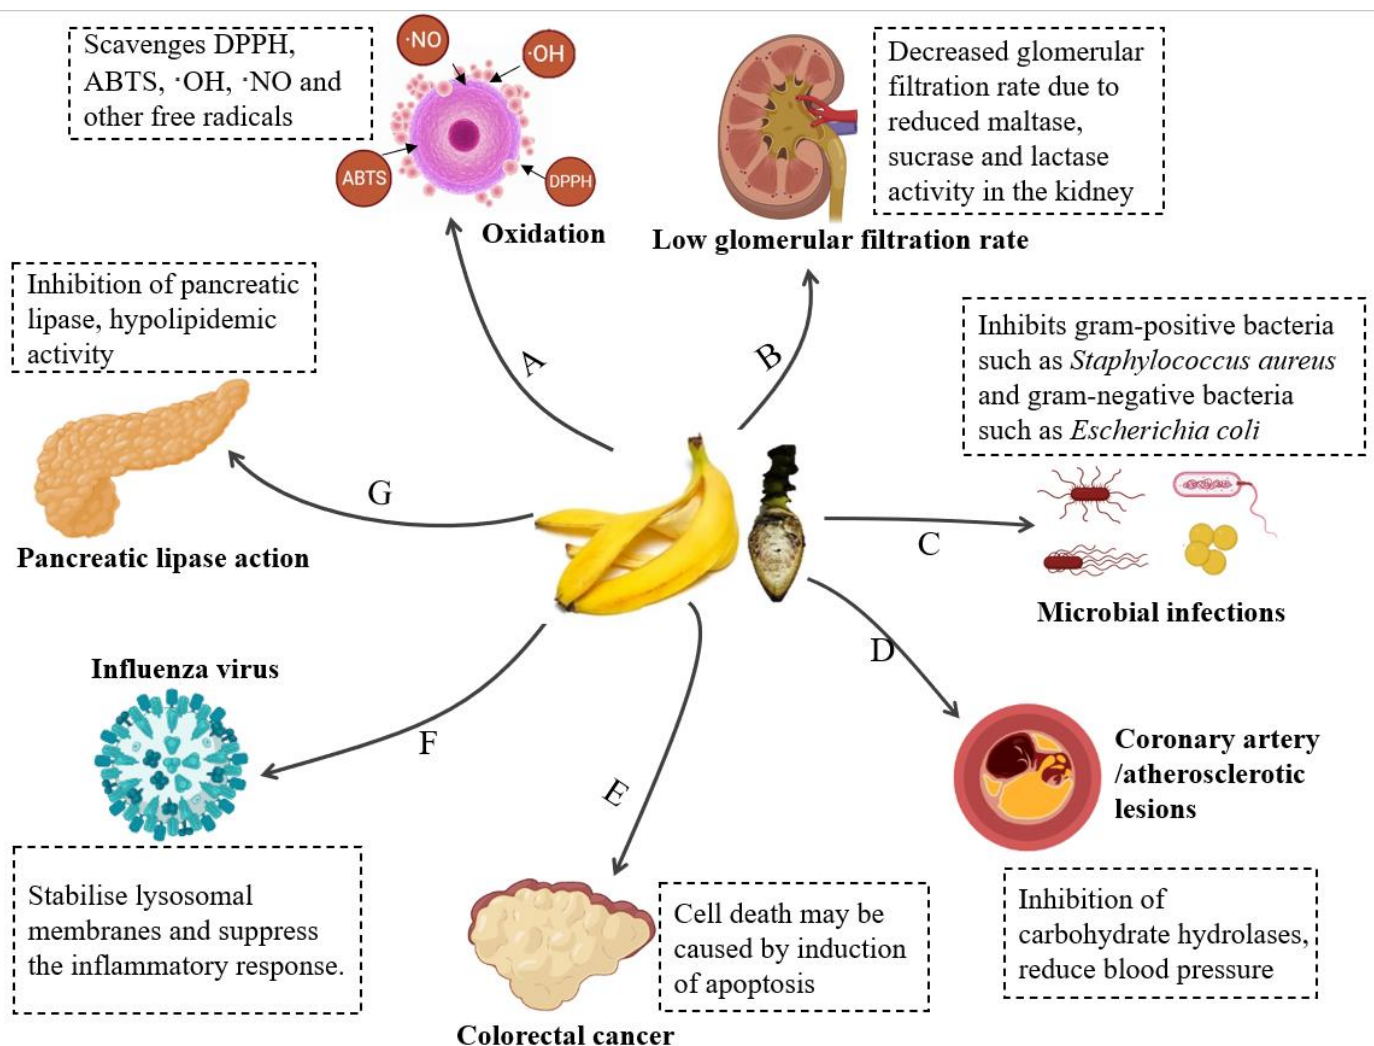 Scavenges DPPH,
ABTS, ·OH, ·NO and
other free radicals
·NO
·OH
ABTS
DPPH
Oxidation
Decreased glomerular
filtration rate due to
reduced maltase,
sucrase and lactase
activity in the kidney
Low glomerular filtration rate
Inhibition of pancreatic
lipase, hypolipidemic
activity
Pancreatic lipase action
Inhibits gram-positive bacteria
such as Staphylococcus aureus
and gram-negative bacteria
such as Escherichia coli
Microbial infections
A
B
G
C
D
F
E
Influenza virus
Stabilise lysosomal
membranes and suppress
the inflammatory response.
Coronary artery
/atherosclerotic
lesions
Inhibition of
carbohydrate hydrolases,
reduce blood pressure
Cell death may be
caused by induction
of apoptosis
Colorectal cancer